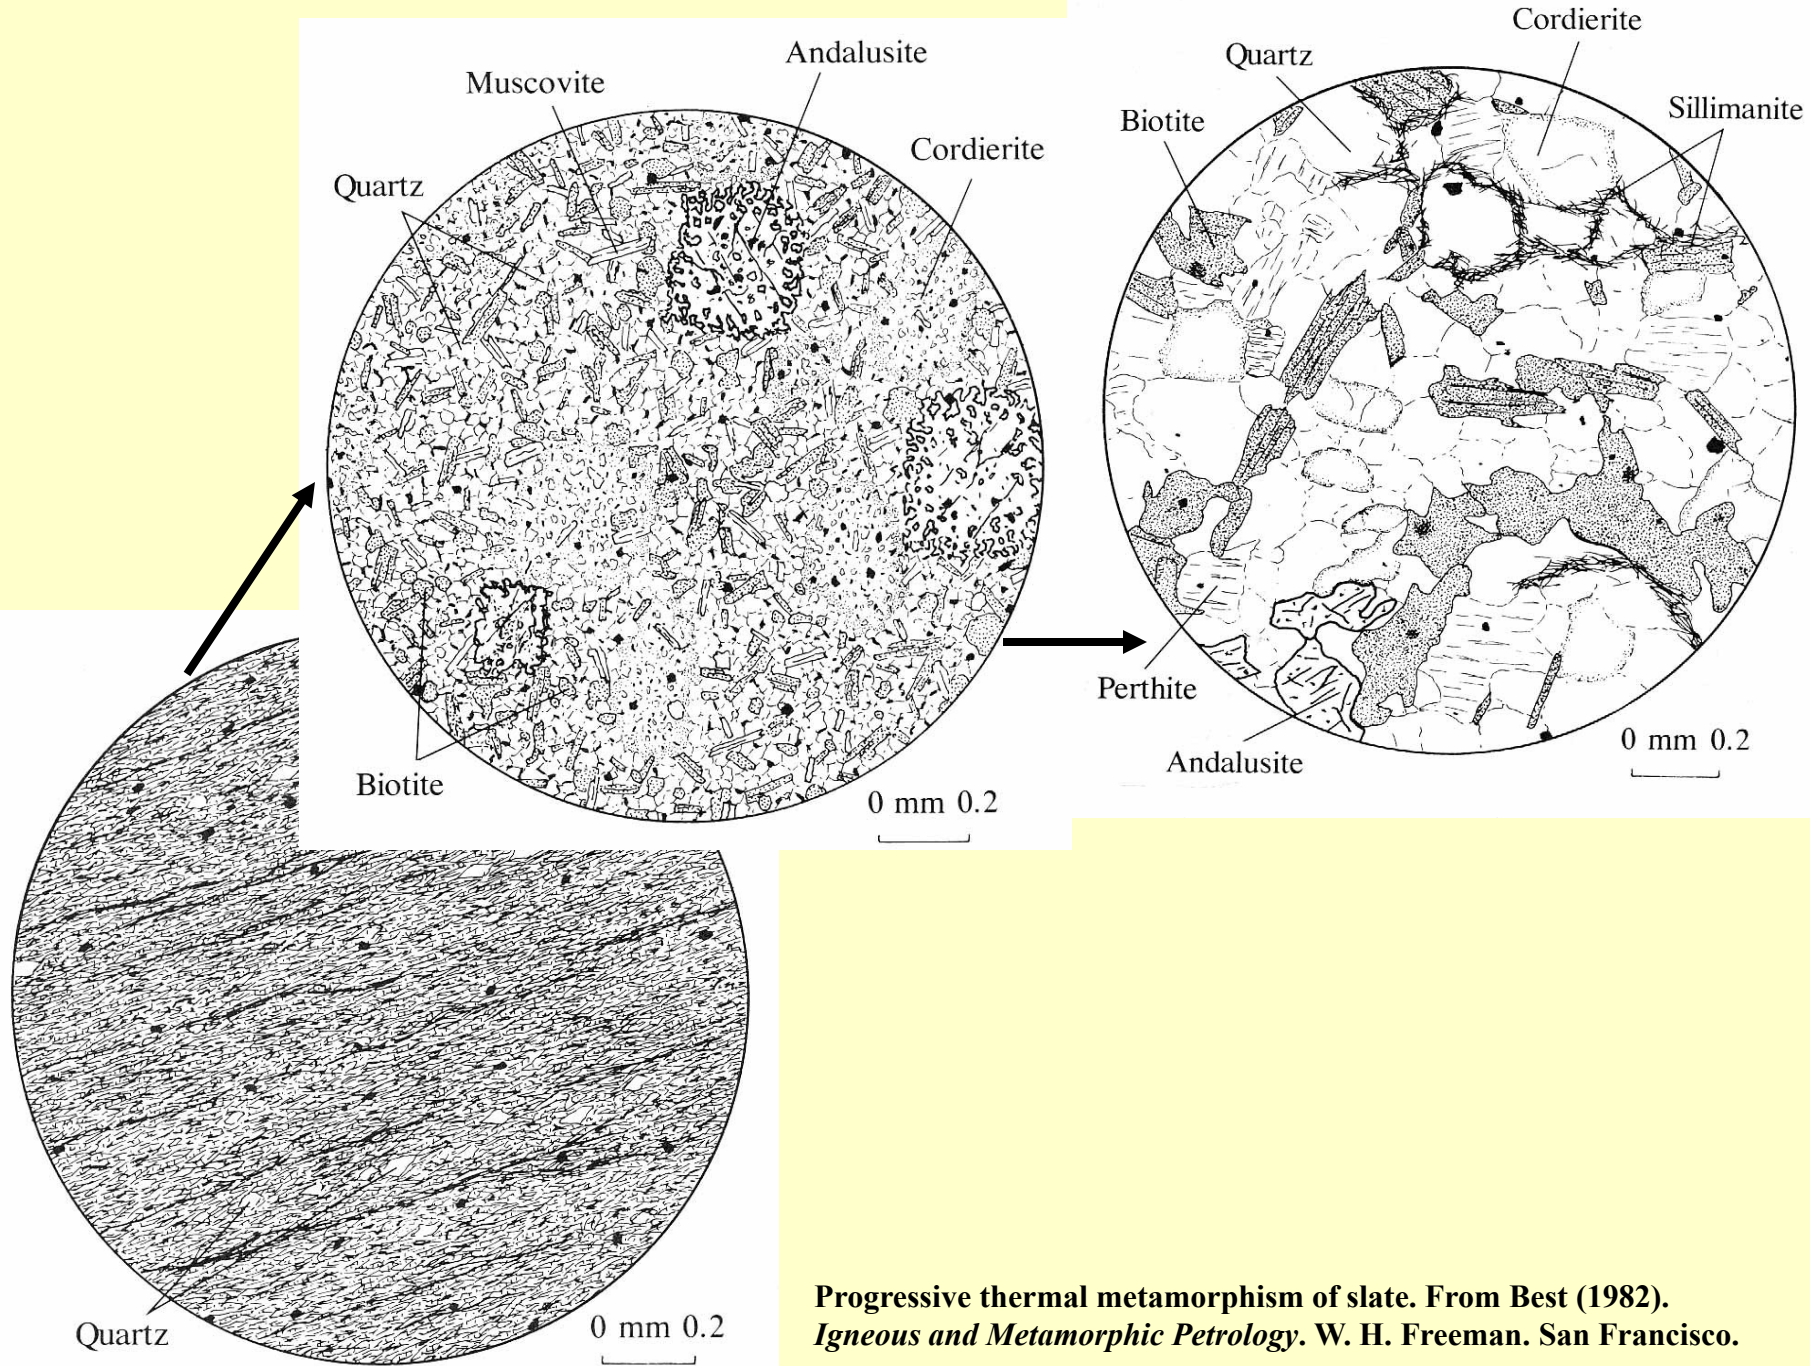 Andalusite
Muscovite
Cordierite
Quartz
Biotite
0 mm 0.2
Cordierite
Quartz
Sillimanite
Biotite
Perthite
Andalusite
0 mm 0.2
Quartz
0 mm 0.2
Progressive thermal metamorphism of slate. From Best (1982).
Igneous and Metamorphic Petrology. W. H. Freeman. San Francisco.